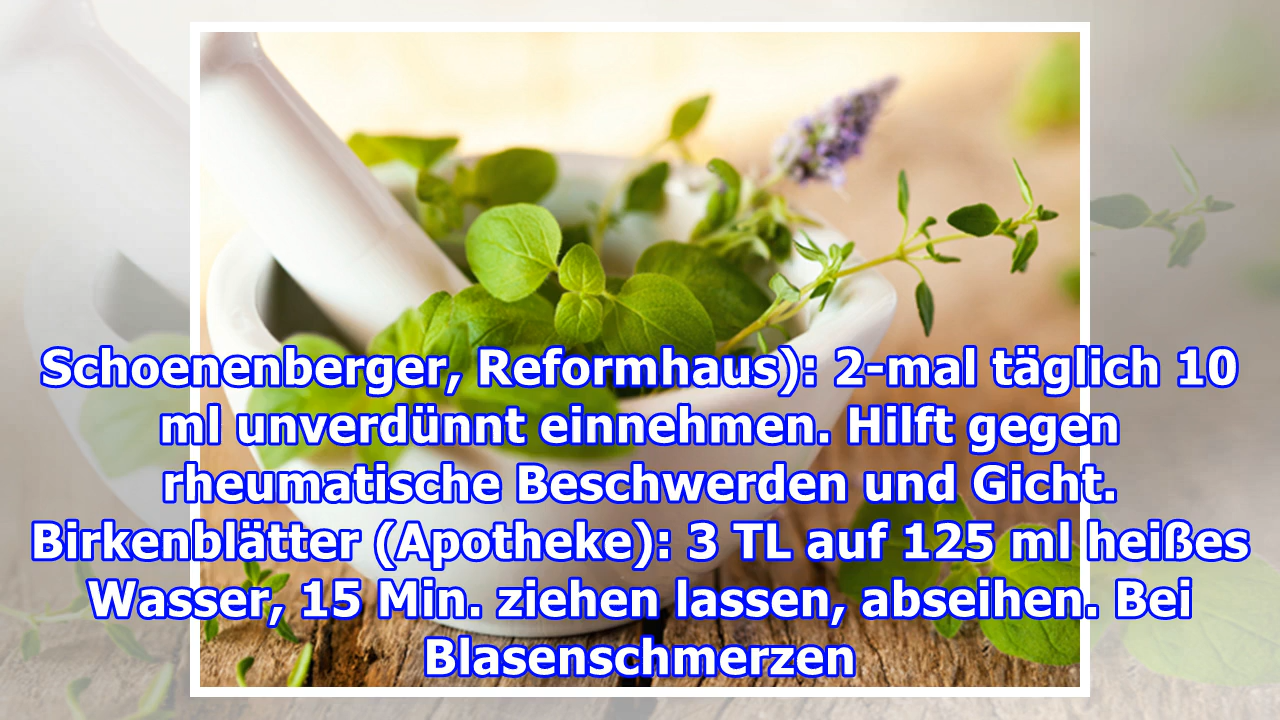 Schoenenberger, Reformhaus): 2-mal täglich 10
ml unverdünnt einnehmen. Hilft gegen
rheumatische Beschwerden und Gicht.
Birkenblätter (Apotheke): 3 TL auf 125 ml heißes
Wasser, 15 Min. ziehen lassen, abseihen. Bei
Blasenschmerzen